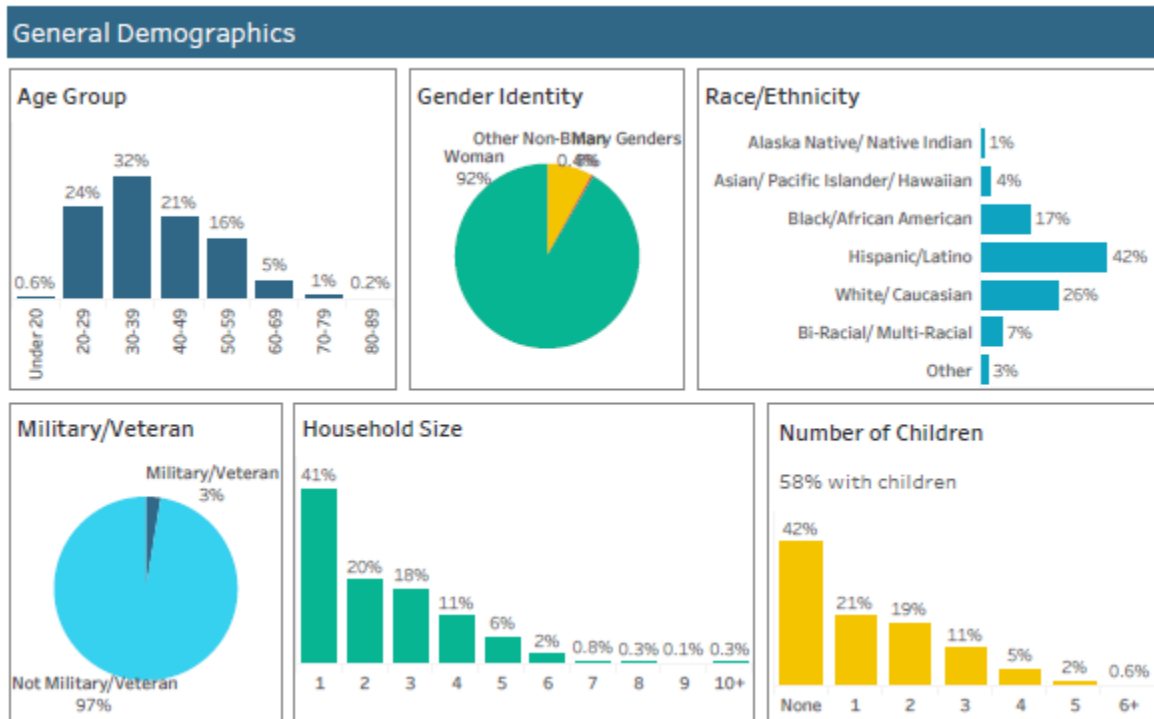 General Demographics
Age Group
0.6%
24%
32%
21%
16%
5%
1%
0.2%
Under 20
20-29
30-39
40-49
50-59
60-69
70-79
80-89
Gender Identity
Other Non-Binary Genders
Woman
92%
0.4%
Race/Ethnicity
Alaska Native/ Native Indian
1%
Asian/ Pacific Islander/ Hawaiian
4%
Black/African American
17%
Hispanic/Latino
42%
White/ Caucasian
26%
Bi-Racial/ Multi-Racial
7%
Other
3%
Military/Veteran
Military/Veteran
3%
Not Military/Veteran
97%
Household Size
41%
20%
18%
11%
6%
2%
0.8%
0.3%
0.1%
0.3%
1
2
3
4
5
6
7
8
9
10+
Number of Children
58% with children
42%
21%
19%
11%
5%
2%
0.6%
None
1
2
3
4
5
6+